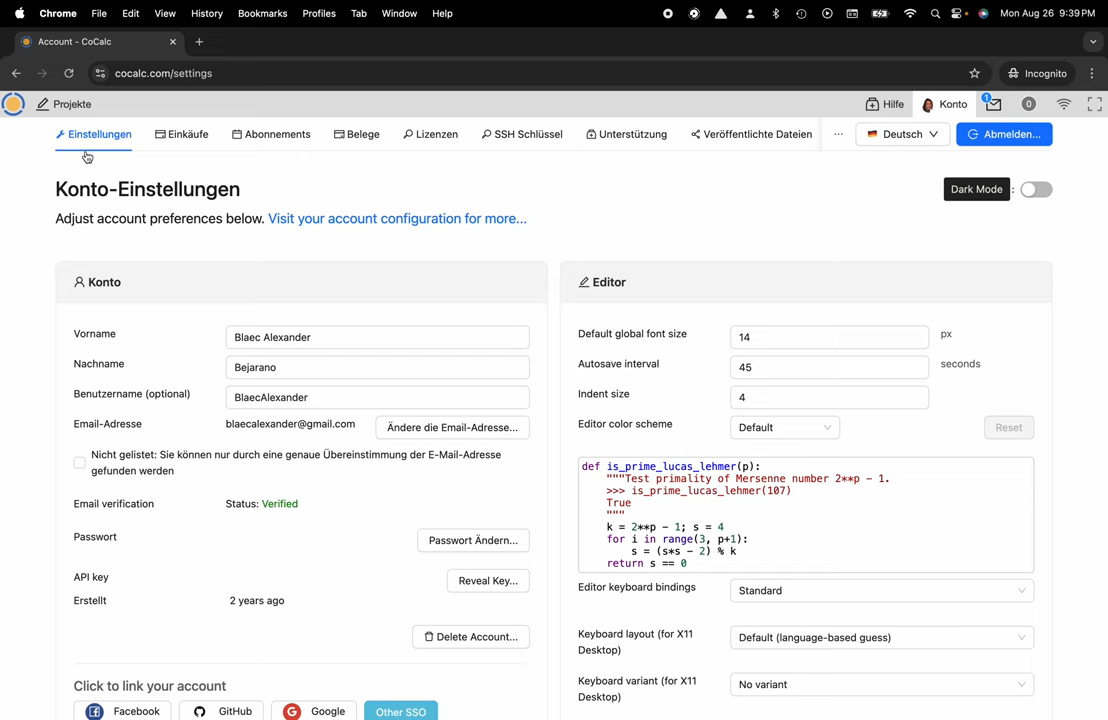 Chrome File Edit View History Bookmarks Profiles Tab Window Help Mon Aug 26 9:39 PM
Account - CoCalc
cocalc.com/settings Incognito
Projekte Hilfe Konto 1 0
Einstellungen Einkäufe Abonnements Belege Lizenzen SSH Schlüssel Unterstützung Veröffentlichte Dateien ... Deutsch Abmelden...
Konto-Einstellungen Dark Mode :
Adjust account preferences below. Visit your account configuration for more...
Konto
Vorname Blaec Alexander
Nachname Bejarano
Benutzername (optional) BlaecAlexander
Email-Adresse blaecalexander@gmail.com Ändere die Email-Adresse...
Nicht gelistet: Sie können nur durch eine genaue Übereinstimmung der E-Mail-Adresse
gefunden werden
Email verification Status: Verified
Passwort Passwort Ändern...
API key Reveal Key...
Erstellt 2 years ago
Delete Account...
Click to link your account
Facebook GitHub Google Other SSO
Editor
Default global font size 14 px
Autosave interval 45 seconds
Indent size 4
Editor color scheme Default Reset
def is_prime_lucas_lehmer(p):
"""Test primality of Mersenne number 2**p - 1.
>>> is_prime_lucas_lehmer(107)
True
"""
k = 2**p - 1; s = 4
for i in range(3, p+1):
s = (s*s - 2) % k
return s == 0
Editor keyboard bindings Standard
Keyboard layout (for X11 Default (language-based guess)
Desktop)
Keyboard variant (for X11 No variant
Desktop)